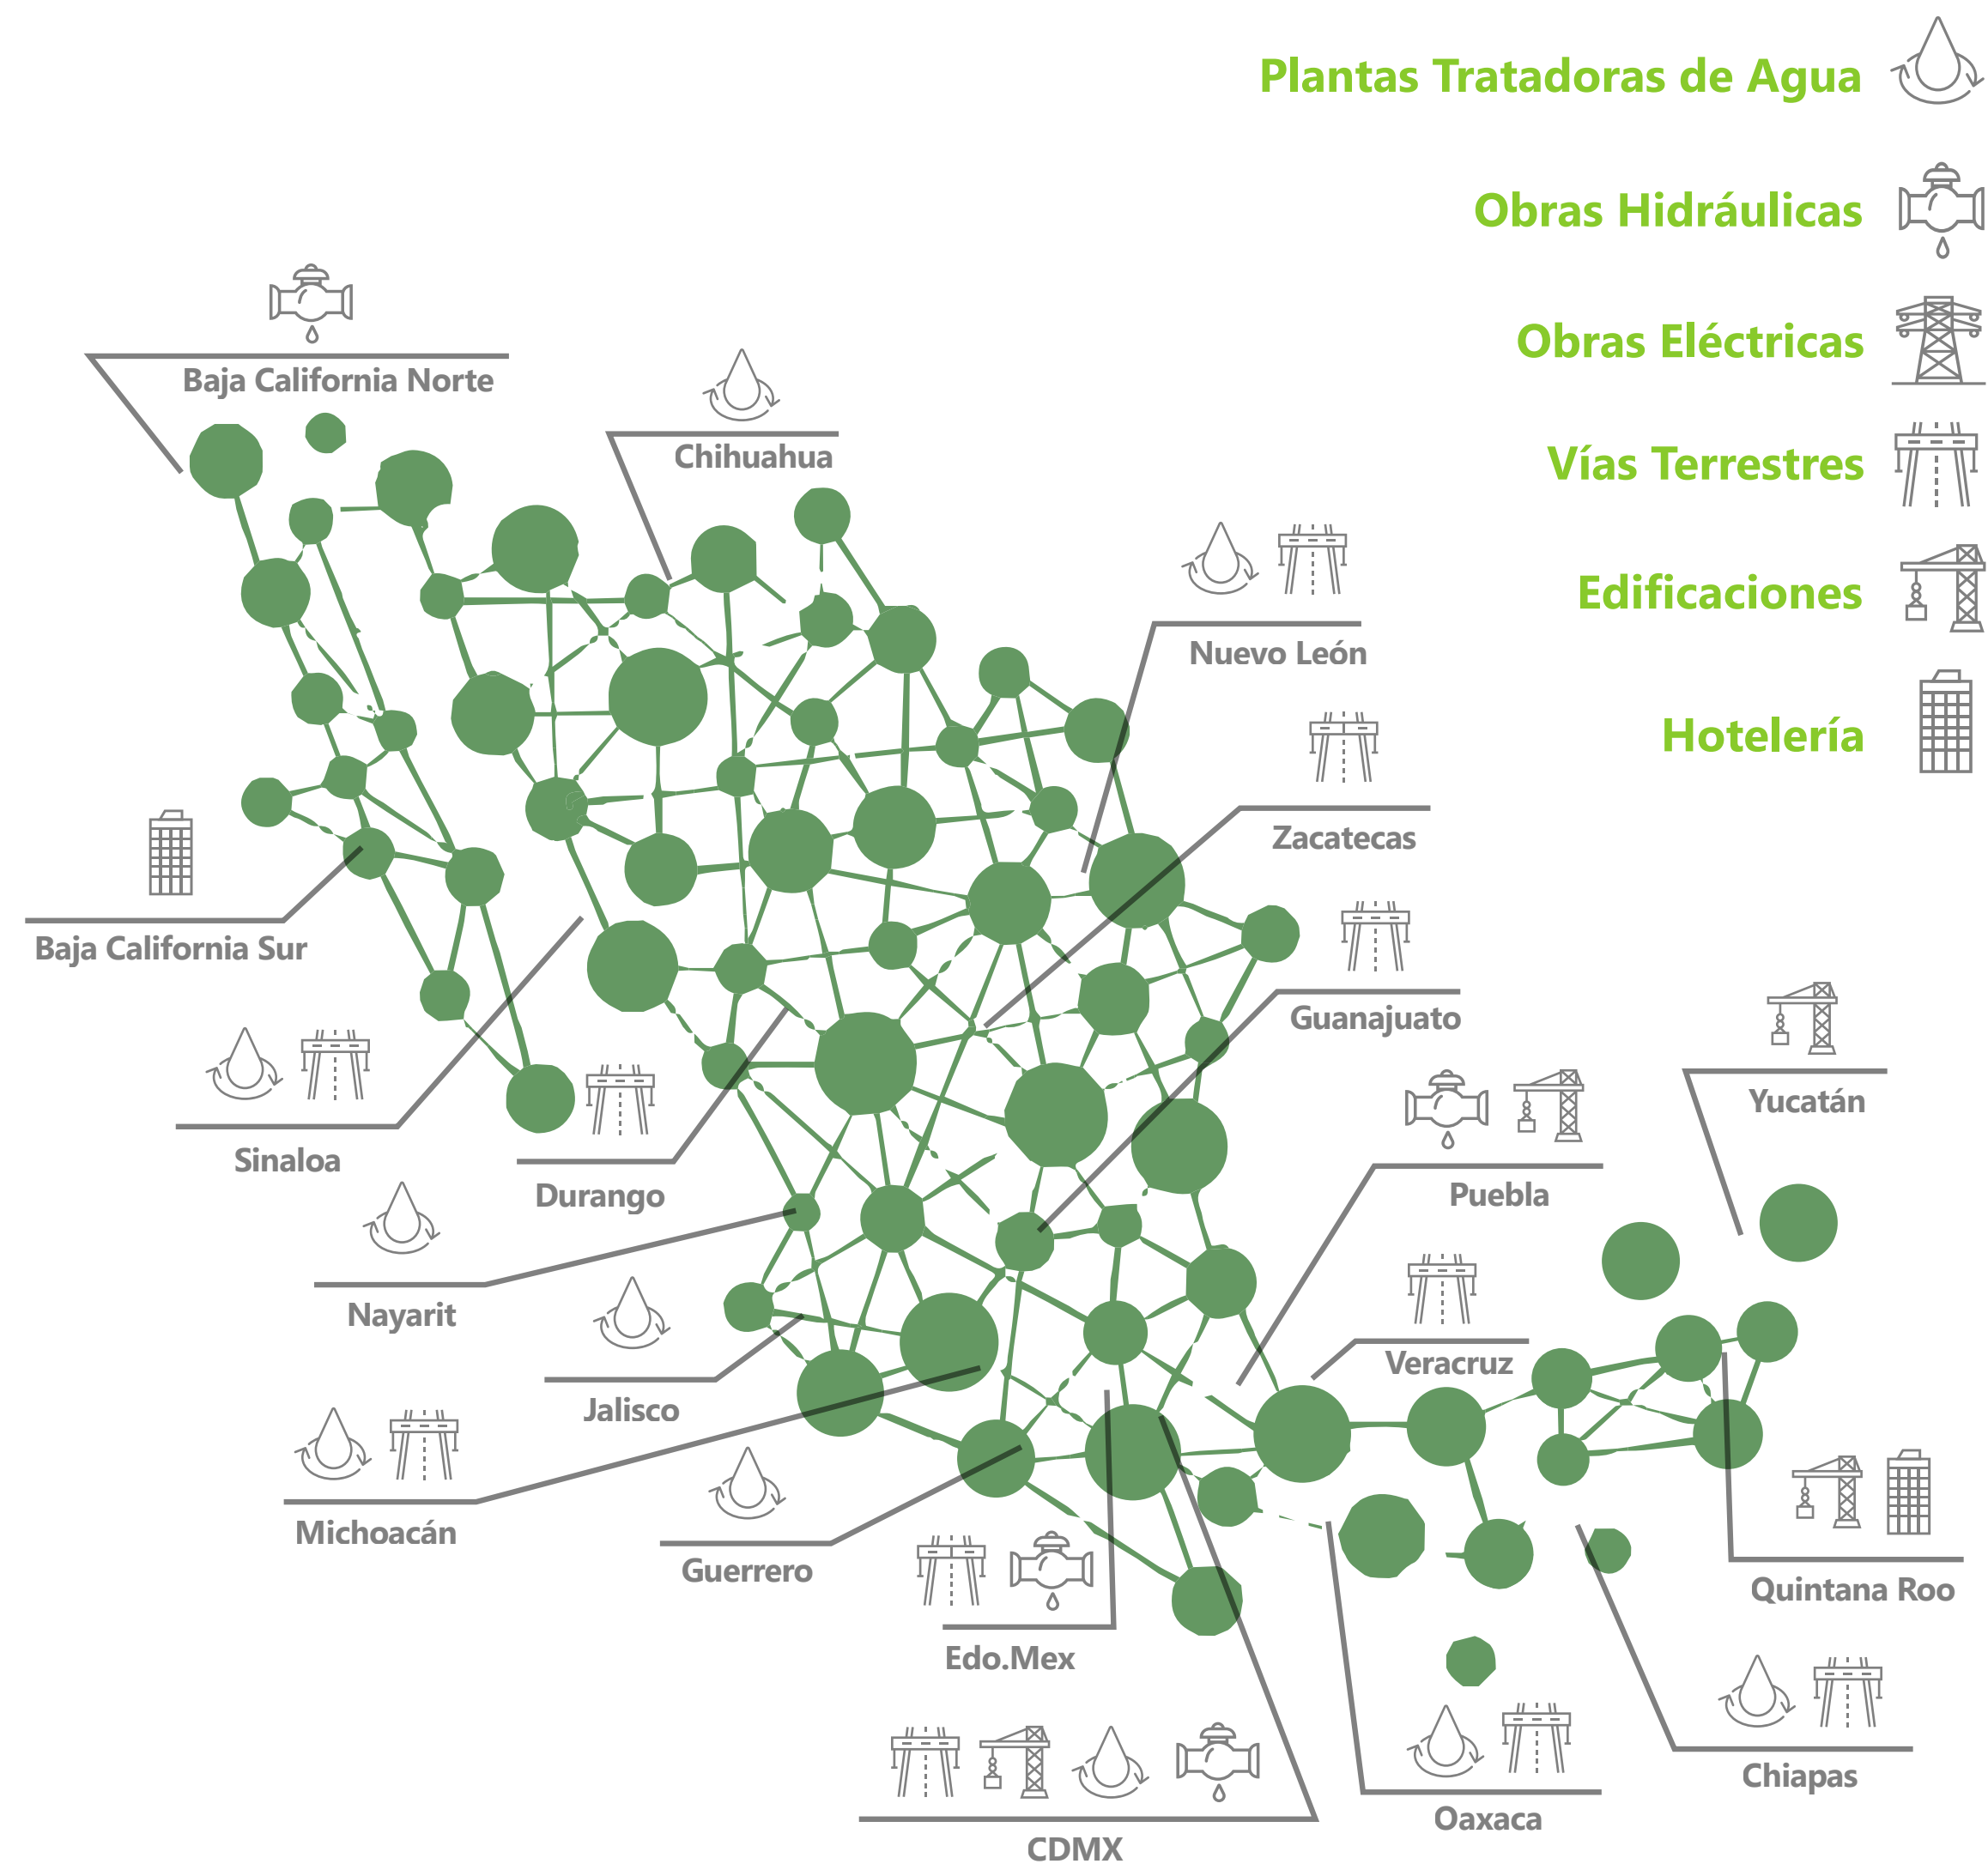 Plantas Tratadoras de Agua
Obras Hidráulicas
Obras Eléctricas
Vías Terrestres
Edificaciones
Hotelería
Baja California Norte
Chihuahua
Nuevo León
Zacatecas
Baja California Sur
Guanajuato
Yucatán
Sinaloa
Durango
Puebla
Nayarit
Veracruz
Jalisco
Michoacán
Guerrero
Quintana Roo
Edo.Mex
Chiapas
Oaxaca
CDMX